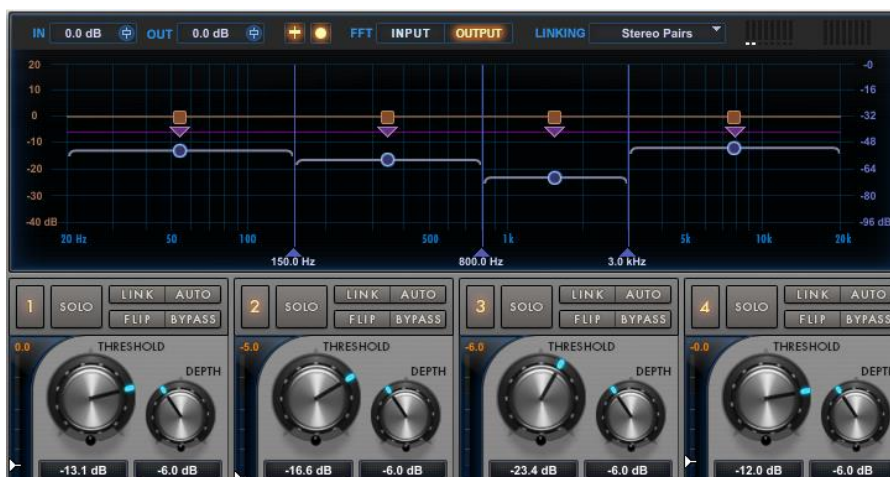 IN 0.0 dB OUT 0.0 dB FFT INPUT OUTPUT LINKING Stereo Pairs
20 -0
10 -16
0 -32
-10 -48
-20 -64
-30 -80
-40 dB -96 dB
20 Hz 50 100 500 1k 5k 10k 20k
150.0 Hz 800.0 Hz 3.0 kHz
1 SOLO LINK AUTO 2 SOLO LINK AUTO 3 SOLO LINK AUTO 4 SOLO LINK AUTO
FLIP BYPASS FLIP BYPASS FLIP BYPASS FLIP BYPASS
0.0 THRESHOLD -5.0 THRESHOLD -6.0 THRESHOLD -0.0 THRESHOLD
DEPTH DEPTH DEPTH DEPTH
-13.1 dB -6.0 dB -16.6 dB -6.0 dB -23.4 dB -6.0 dB -12.0 dB -6.0 dB